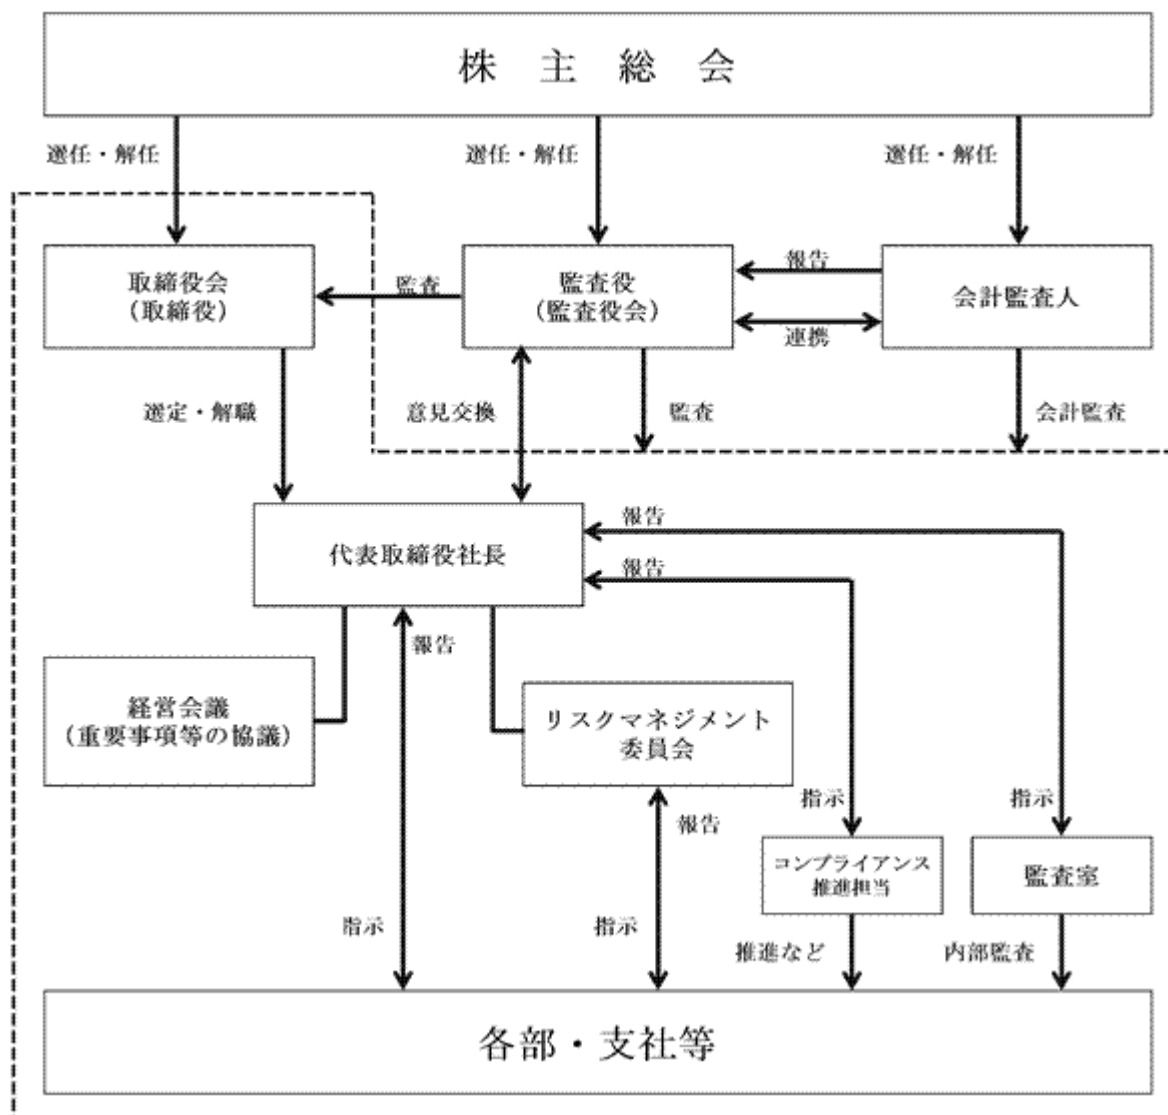 株主総会
選任・解任
選任・解任
選任・解任
取締役会
（取締役）
監査
監査役
（監査役会）
報告
連携
会計監査人
選定・解職
意見交換
監査
会計監査
代表取締役社長
報告
報告
報告
経営会議
（重要事項等の協議）
リスクマネジメント
委員会
指示
指示
報告
コンプライアンス
推進担当
監査室
指示
指示
推進など
内部監査
各部・支社等